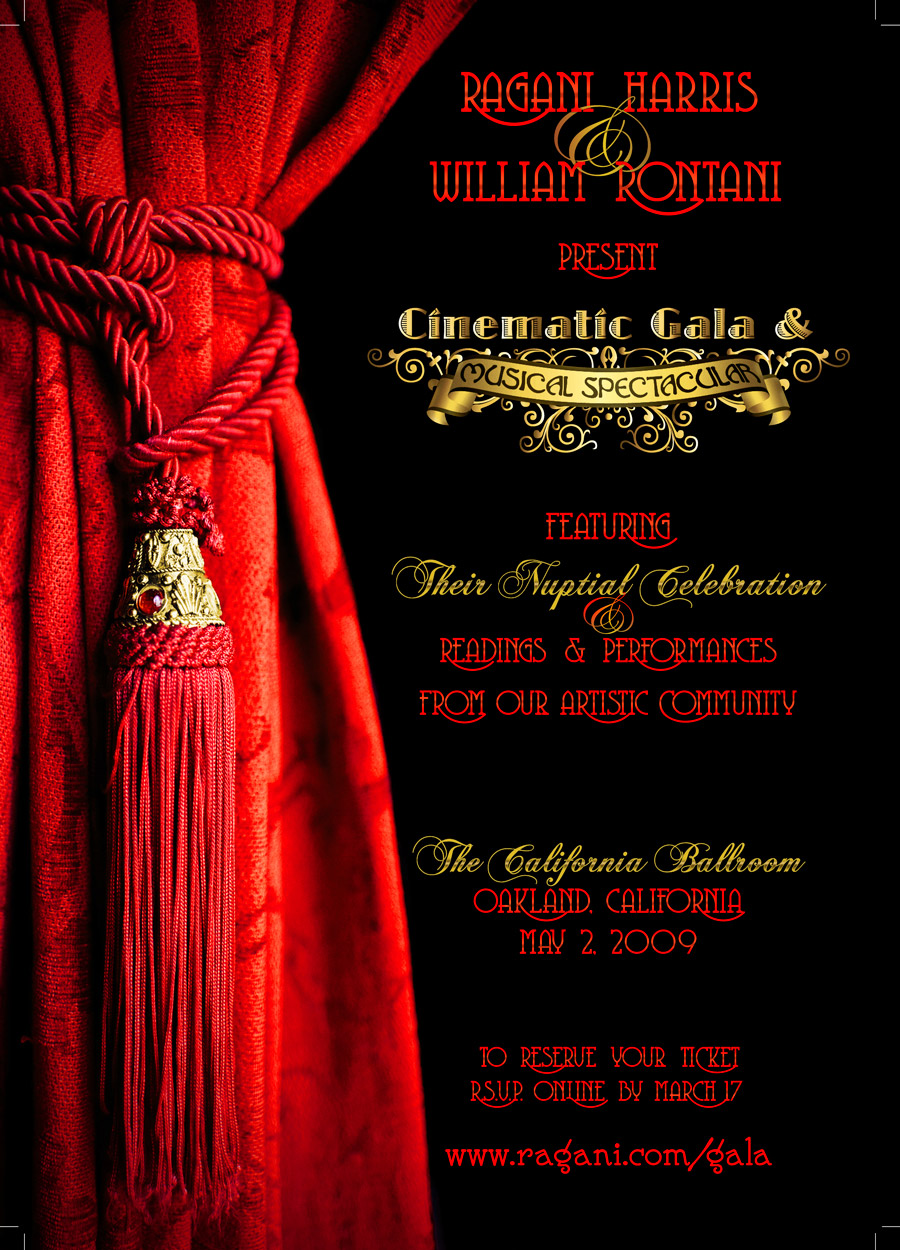 RAGANI HARRIS
&
WILLIAM RONTANI
PRESENT
Cinematic Gala &
MUSICAL SPECTACULAR
FEATURING
Their Nuptial Celebration
&
READINGS & PERFORMANCES
FROM OUR ARTISTIC COMMUNITY
The California Ballroom
OAKLAND, CALIFORNIA
MAY 2, 2009
TO RESERVE YOUR TICKET
R.S.V.P. ONLINE BY MARCH 17
www.ragani.com/gala